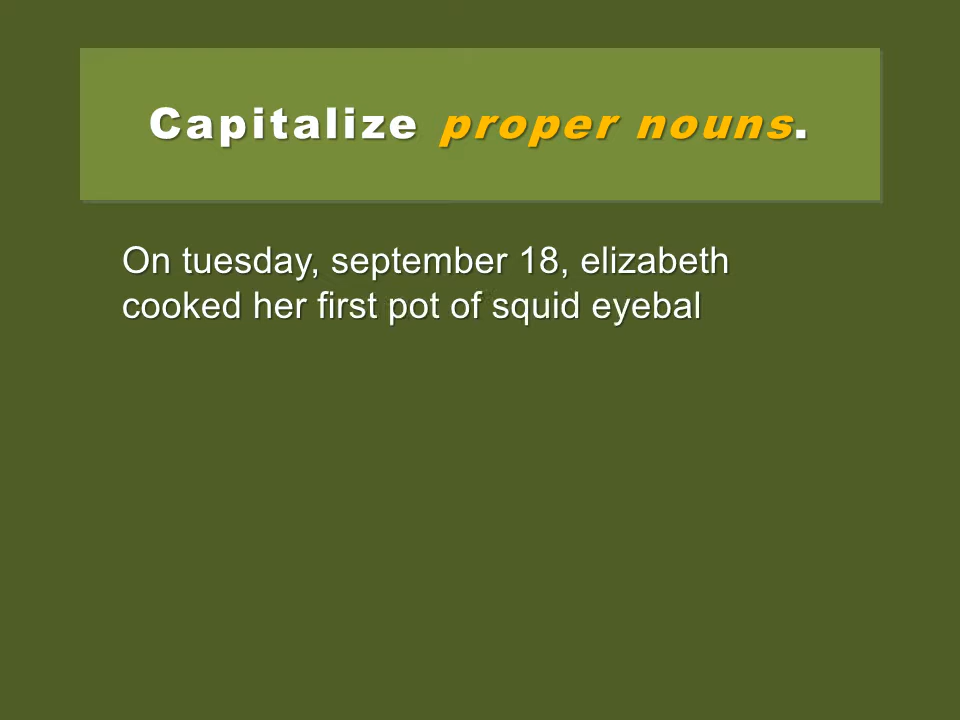 Capitalize proper nouns.
On tuesday, september 18, elizabeth
cooked her first pot of squid eyebal